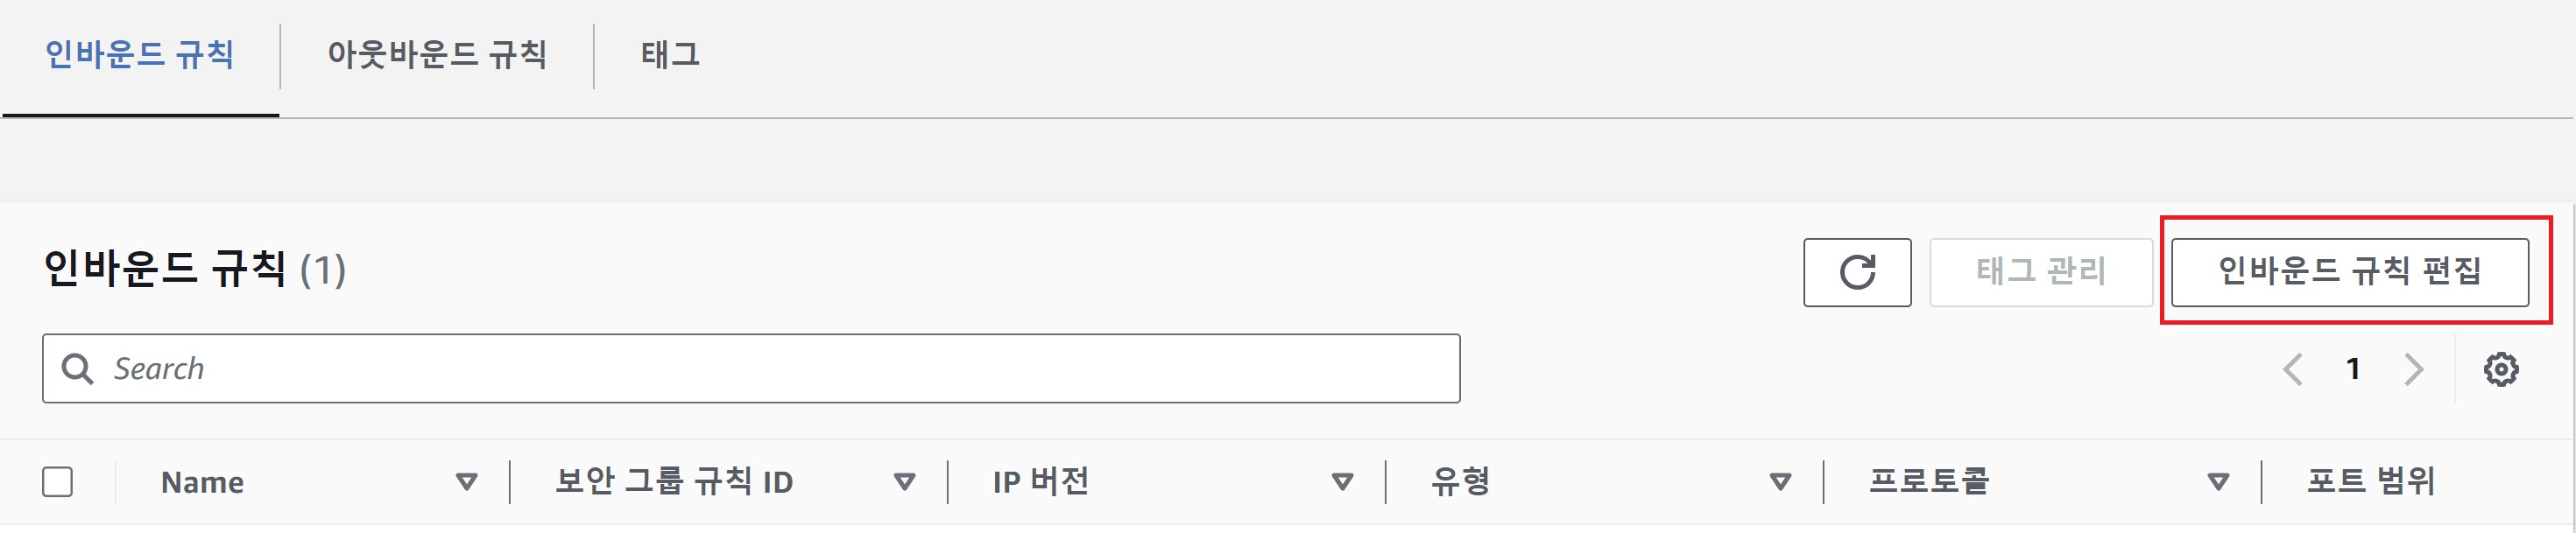 인바운드 규칙
아웃바운드 규칙
태그
인바운드 규칙 (1)
태그 관리
인바운드 규칙 편집
Search
1
Name
보안 그룹 규칙 ID
IP 버전
유형
프로토콜
포트 범위